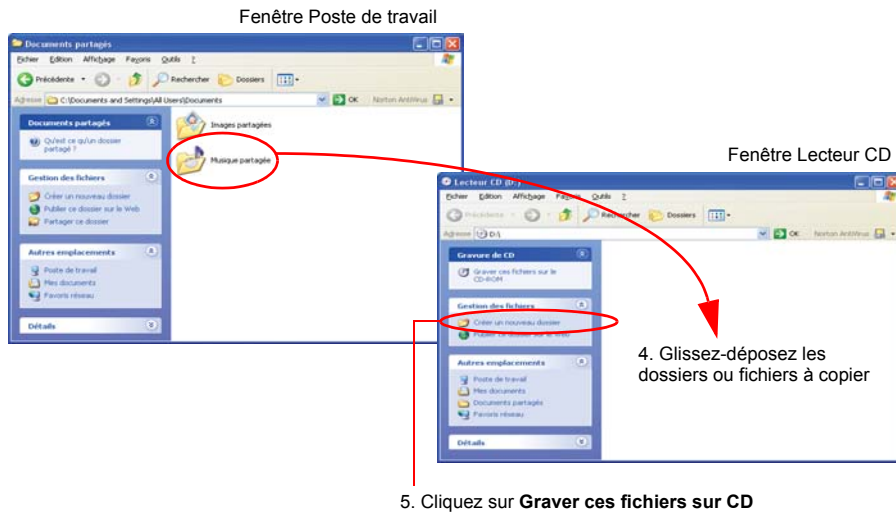 Fenêtre Poste de travail
Documents partagés
Fichier Edition Affichage Favoris Outils ?
Précédente Rechercher Dossiers
Adresse C:\Documents and Settings\All Users\Documents OK Norton AntiVirus
Documents partagés
Qu'est ce qu'un dossier
partagé ?
Gestion des fichiers
Créer un nouveau dossier
Publier ce dossier sur le Web
Partager ce dossier
Autres emplacements
Poste de travail
Mes documents
Favoris réseau
Détails
Images partagées
Musique partagée
Fenêtre Lecteur CD
Lecteur CD (D:)
Fichier Edition Affichage Favoris Outils ?
Précédente Rechercher Dossiers
Adresse D:\ OK Norton AntiVirus
Gravure de CD
Graver ces fichiers sur le
CD-ROM
Gestion des fichiers
Créer un nouveau dossier
Publier ce dossier sur le Web
Autres emplacements
Poste de travail
Mes documents
Documents partagés
Favoris réseau
Détails
4. Glissez-déposez les
dossiers ou fichiers à copier
5. Cliquez sur Graver ces fichiers sur CD